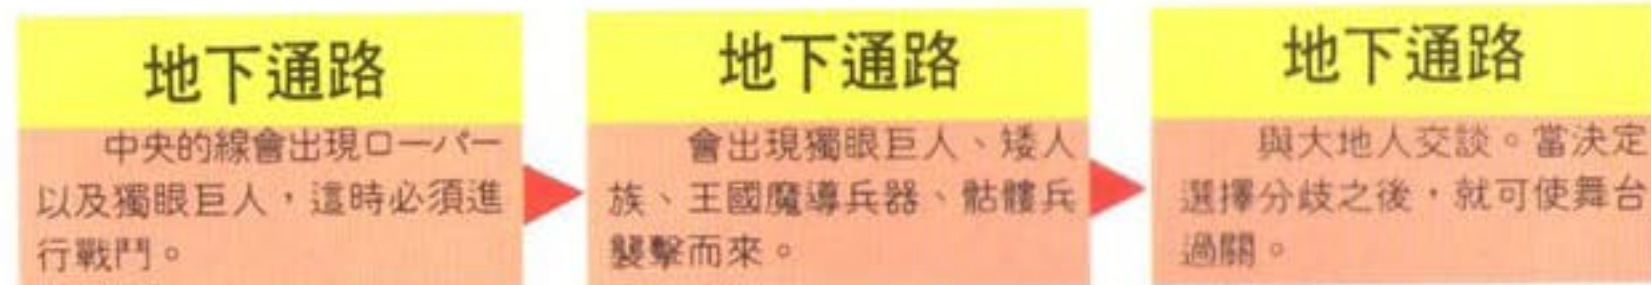 地下通路
中央的線會出現ローバー
以及獨眼巨人，這時必須進
行戰鬥。
地下通路
會出現獨眼巨人、矮人
族、王國魔導兵器、骷髏兵
襲擊而來。
地下通路
與大地人交談。當決定
選擇分歧之後，就可使舞台
過關。